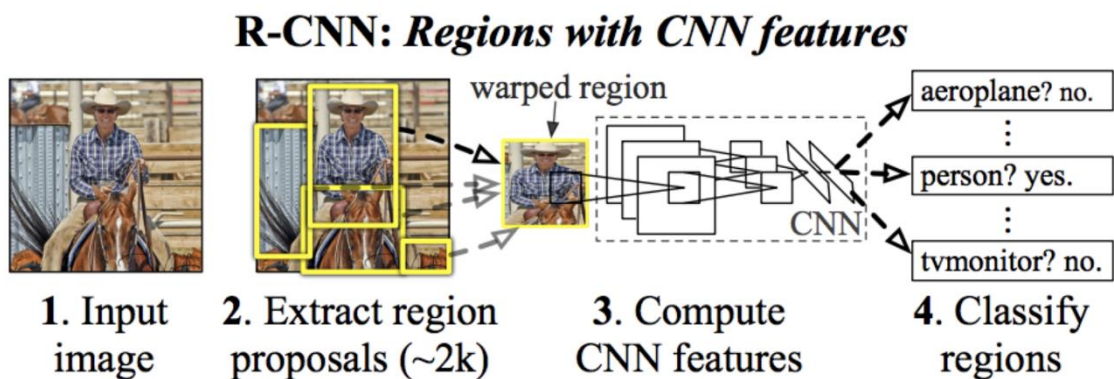 R-CNN: Regions with CNN features
warped region
aeroplane? no.
person? yes.
tvmonitor? no.
CNN
1. Input
image
2. Extract region
proposals (~2k)
3. Compute
CNN features
4. Classify
regions